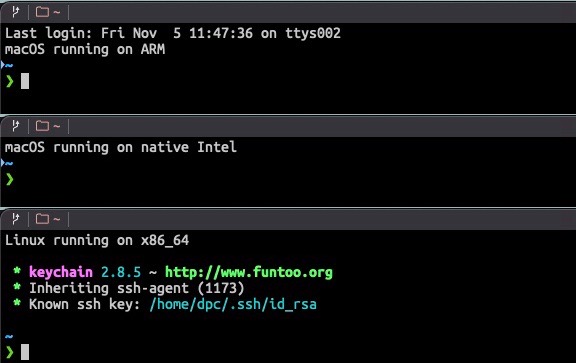 ~
Last login: Fri Nov  5 11:47:36 on ttys002
macOS running on ARM
~
❯
~
macOS running on native Intel
~
❯
~
Linux running on x86_64
* keychain 2.8.5 ~ http://www.funtoo.org
* Inheriting ssh-agent (1173)
* Known ssh key: /home/dpc/.ssh/id_rsa
~
❯